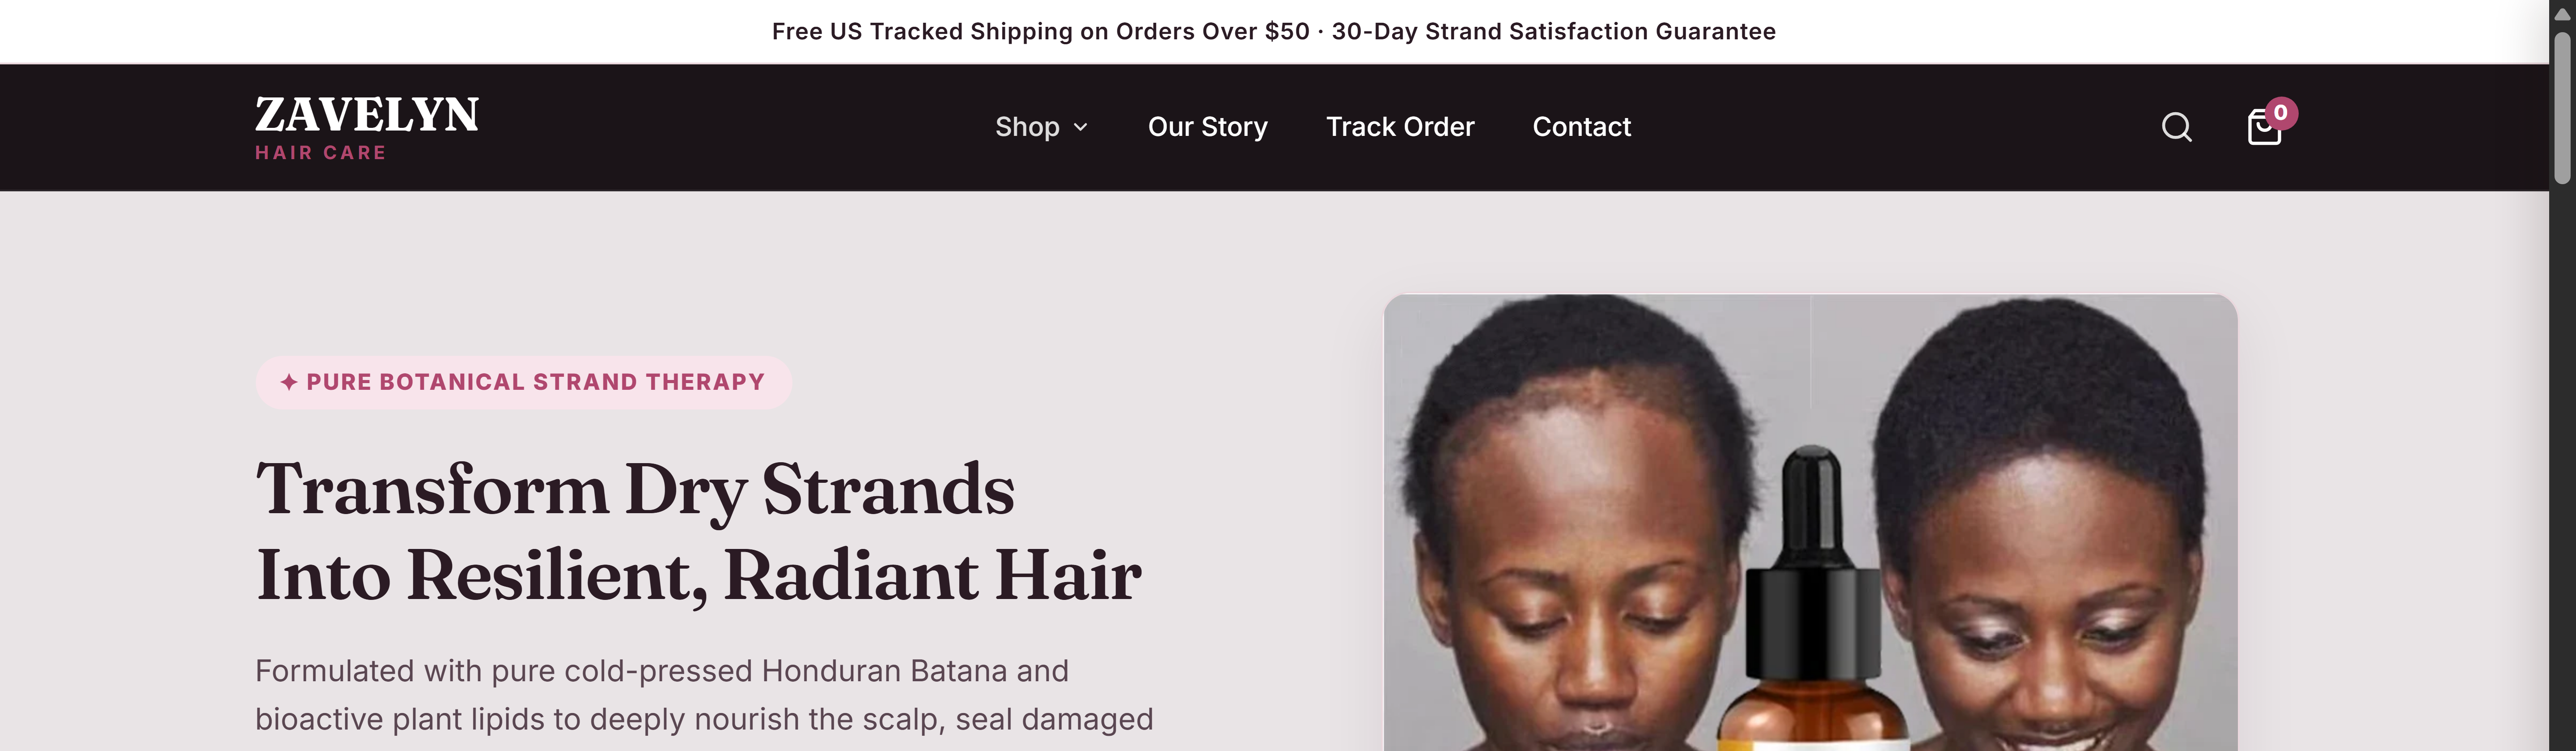 Free US Tracked Shipping on Orders Over $50 · 30-Day Strand Satisfaction Guarantee
ZAVELYN
HAIR CARE
Shop
Our Story
Track Order
Contact
0
✦ PURE BOTANICAL STRAND THERAPY
Transform Dry Strands
Into Resilient, Radiant Hair
Formulated with pure cold-pressed Honduran Batana and
bioactive plant lipids to deeply nourish the scalp, seal damaged